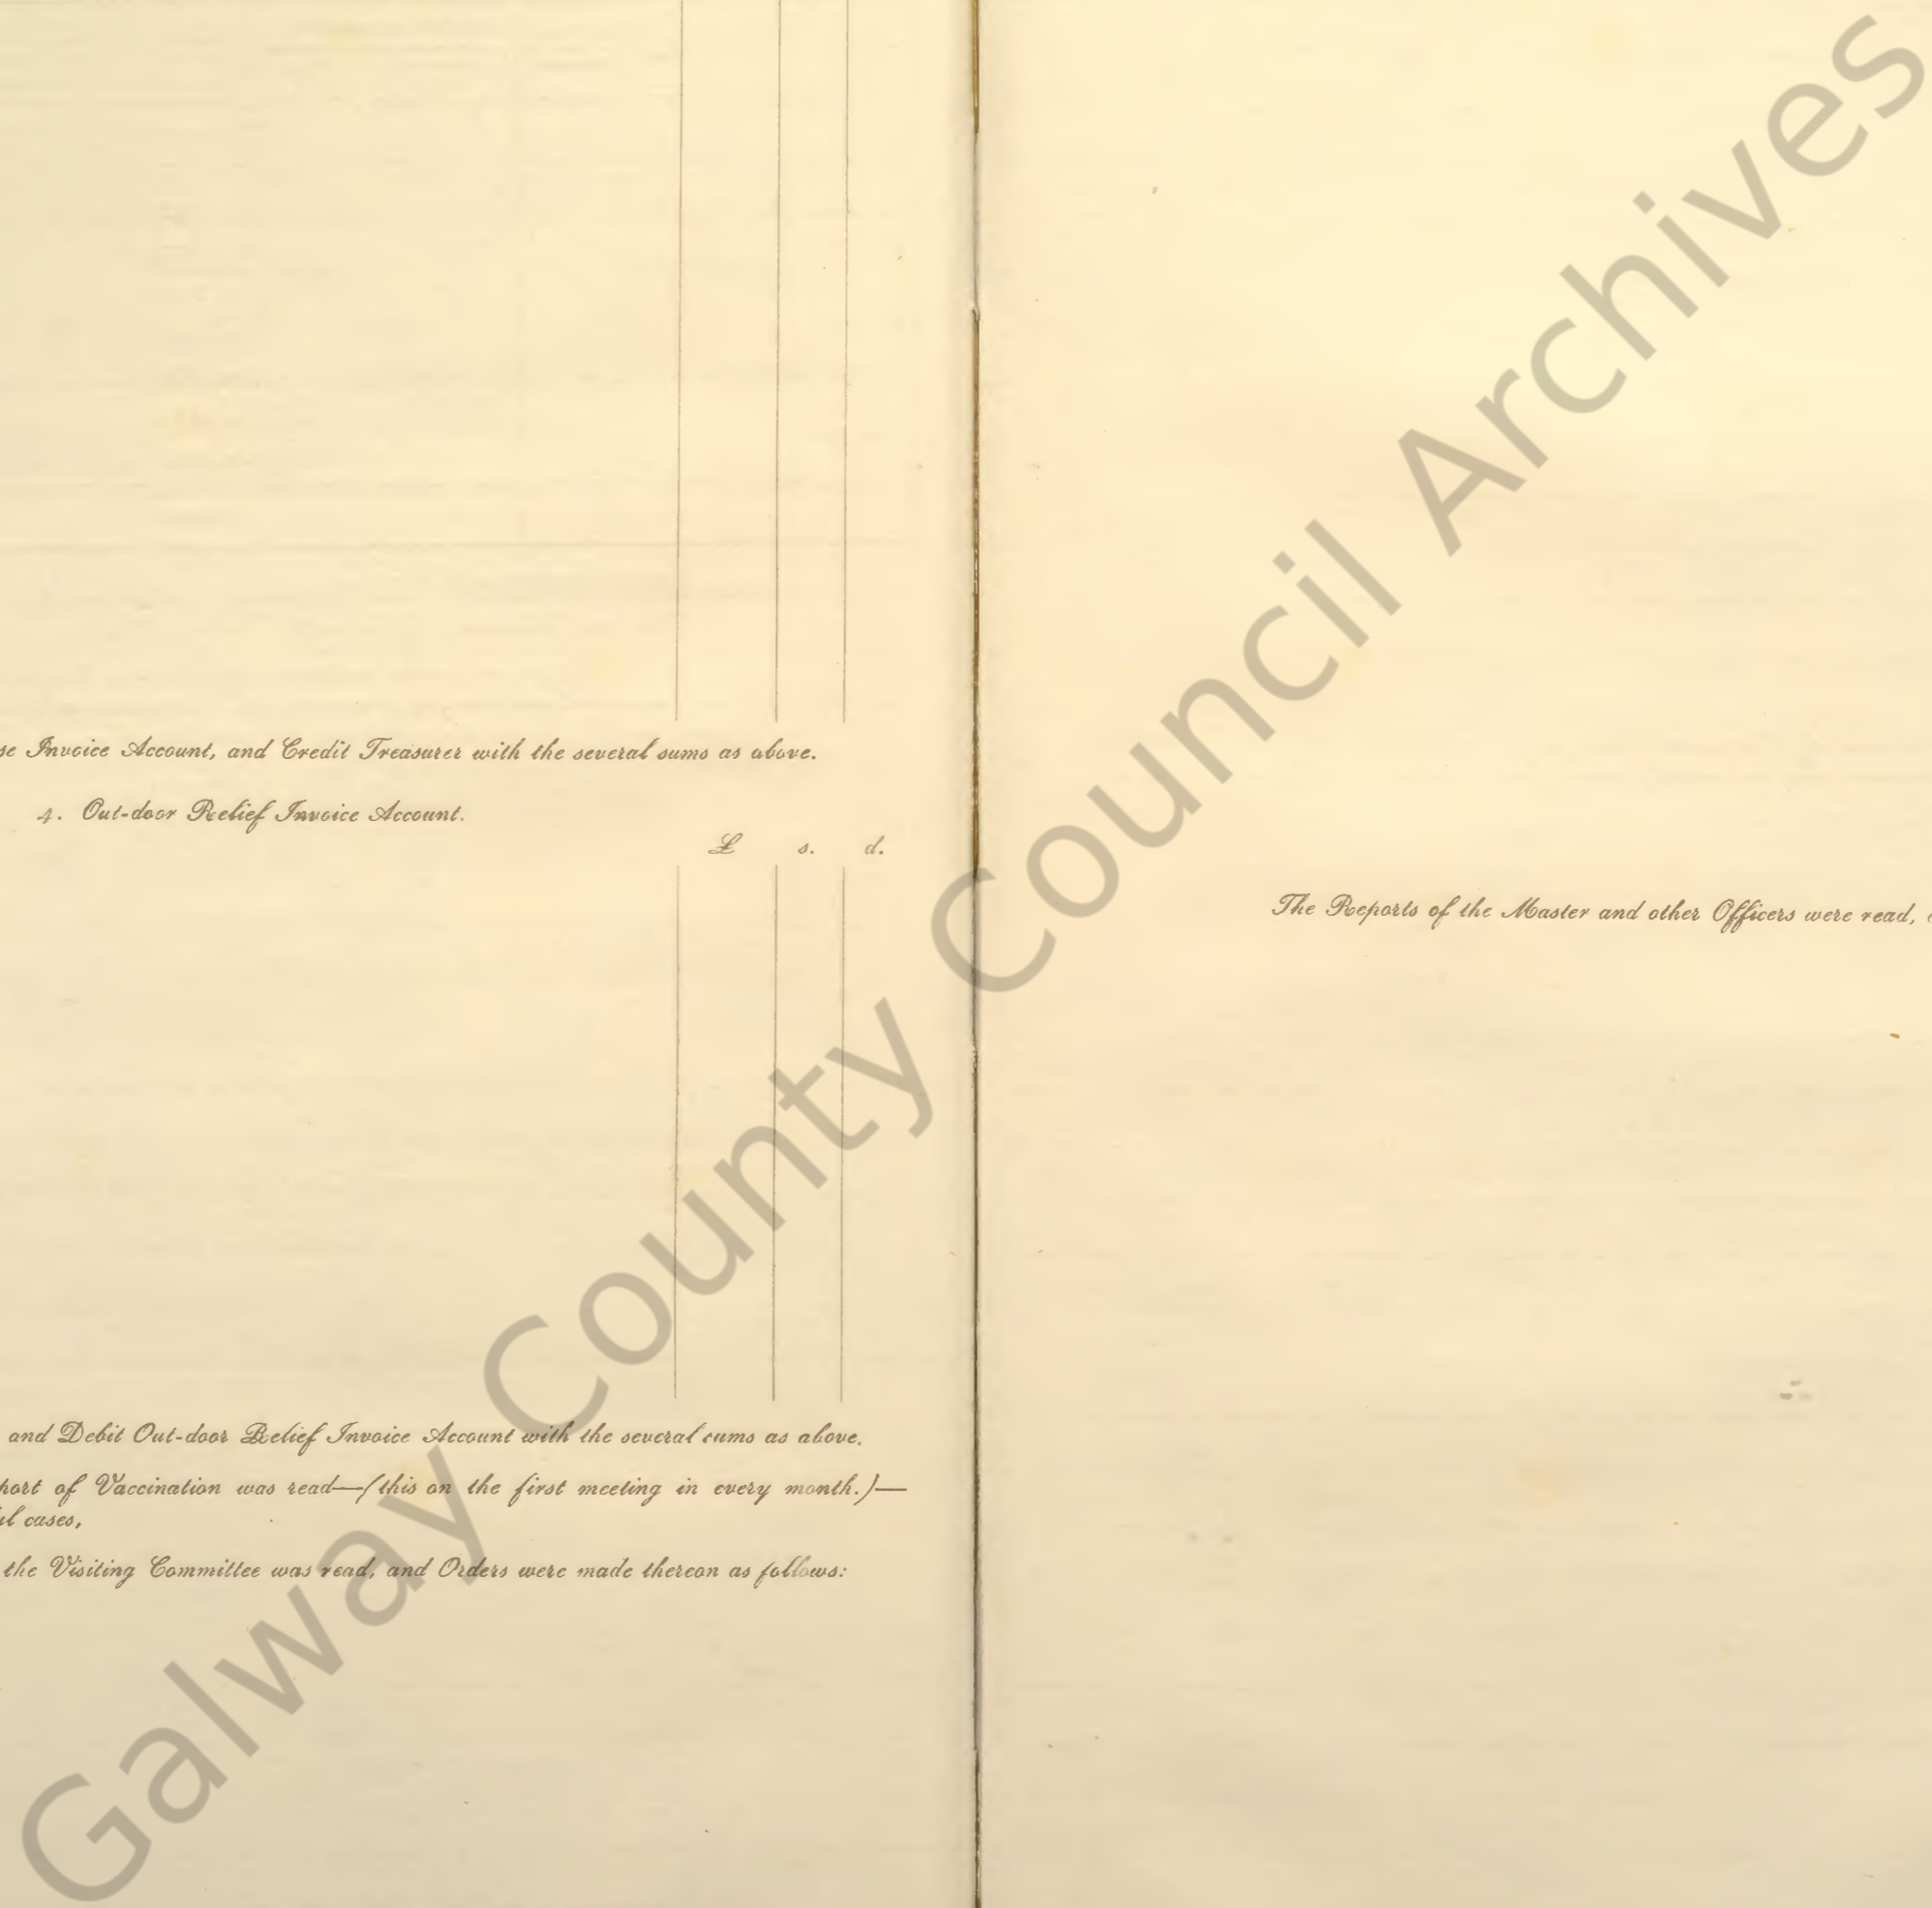 se Invoice Account, and Credit Treasurer with the several sums as above.
4. Out-door Relief Invoice Account.
£ s. d.
and Debit Out-door Relief Invoice Account with the several sums as above.
port of Vaccination was read—(this on the first meeting in every month.)—
ul cases,
the Visiting Committee was read, and Orders were made thereon as follows:
The Reports of the Master and other Officers were read,
Galway County Council Archives